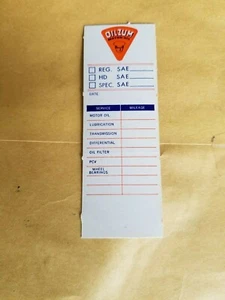 OILZUM
REG. SAE
HD SAE
SPEC. SAE
DATE
SERVICE MILEAGE
MOTOR OIL
LUBRICATION
TRANSMISSION
DIFFERENTIAL
OIL FILTER
PCV
WHEEL
BEARINGS